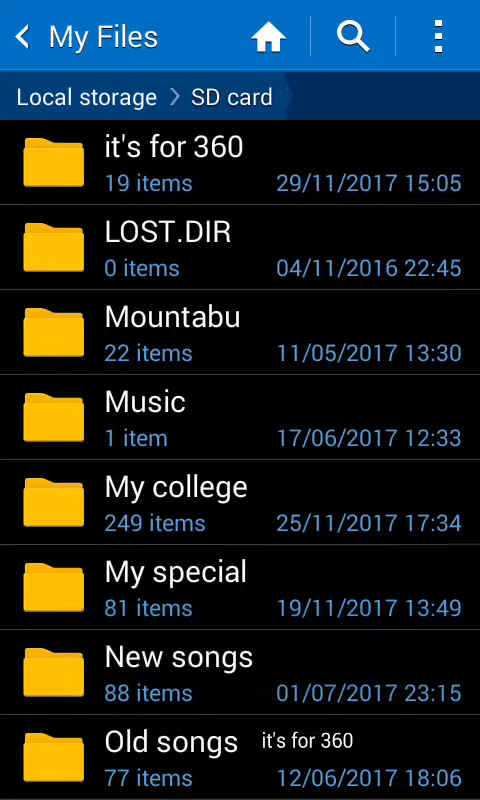 My Files
Local storage > SD card
it's for 360
19 items 29/11/2017 15:05
LOST.DIR
0 items 04/11/2016 22:45
Mountabu
22 items 11/05/2017 13:30
Music
1 item 17/06/2017 12:33
My college
249 items 25/11/2017 17:34
My special
81 items 19/11/2017 13:49
New songs
88 items 01/07/2017 23:15
Old songs it's for 360
77 items 12/06/2017 18:06